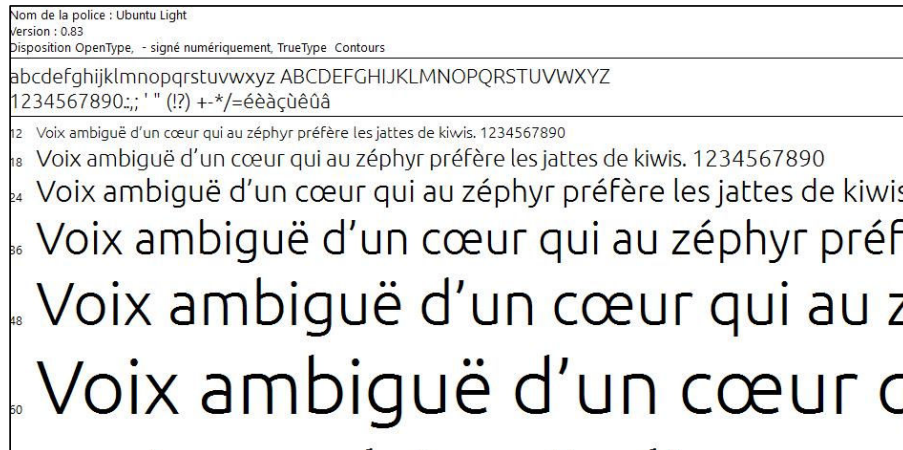 Nom de la police : Ubuntu Light
Version : 0.83
Disposition OpenType,  - signé numériquement, TrueType  Contours
abcdefghijklmnopqrstuvwxyz ABCDEFGHIJKLMNOPQRSTUVWXYZ
1234567890.:,; ' " (!?) +-*/=éèàçùêûâ
12 Voix ambiguë d’un cœur qui au zéphyr préfère les jattes de kiwis. 1234567890
18 Voix ambiguë d’un cœur qui au zéphyr préfère les jattes de kiwis. 1234567890
24 Voix ambiguë d’un cœur qui au zéphyr préfère les jattes de kiwis
36 Voix ambiguë d’un cœur qui au zéphyr préf
48 Voix ambiguë d’un cœur qui au z
60 Voix ambiguë d’un cœur